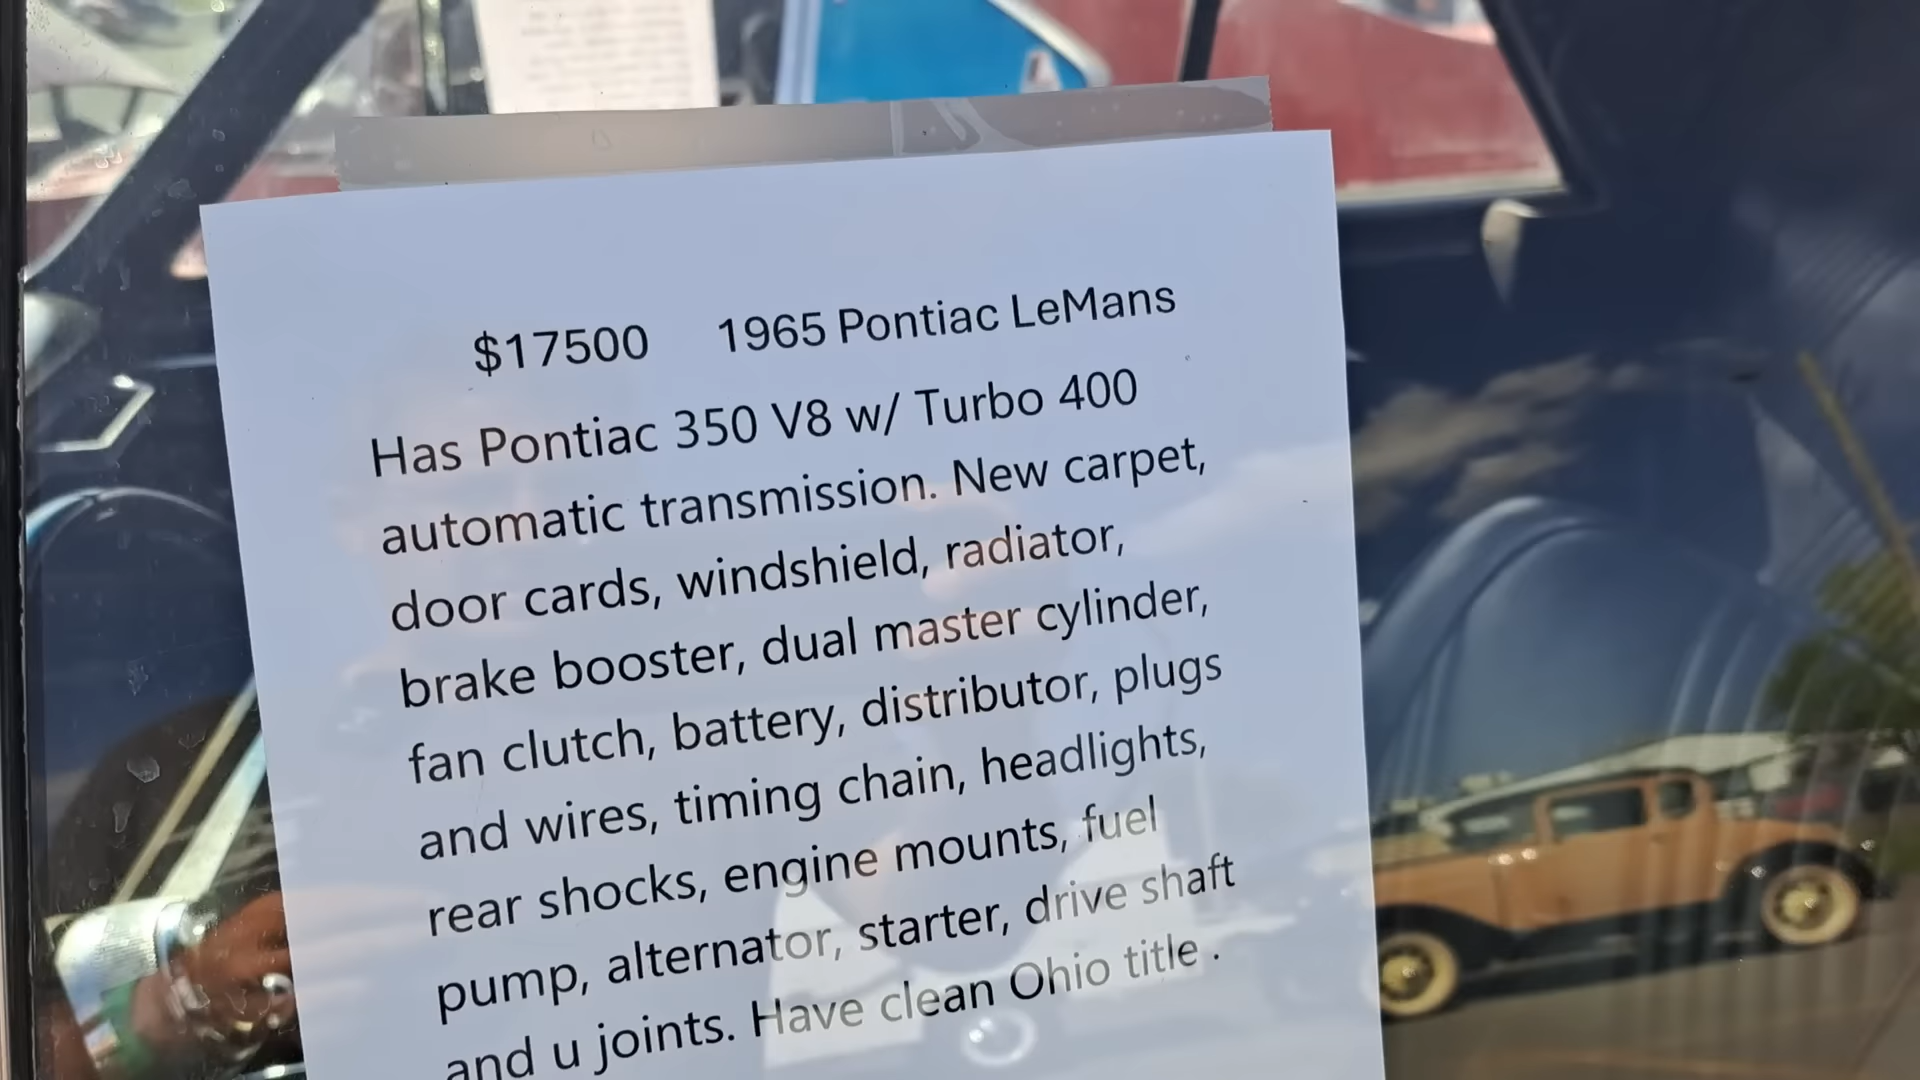 $17500 1965 Pontiac LeMans
Has Pontiac 350 V8 w/ Turbo 400
automatic transmission. New carpet,
door cards, windshield, radiator,
brake booster, dual master cylinder,
fan clutch, battery, distributor, plugs
and wires, timing chain, headlights,
rear shocks, engine mounts, fuel
pump, alternator, starter, drive shaft
and u joints. Have clean Ohio title .